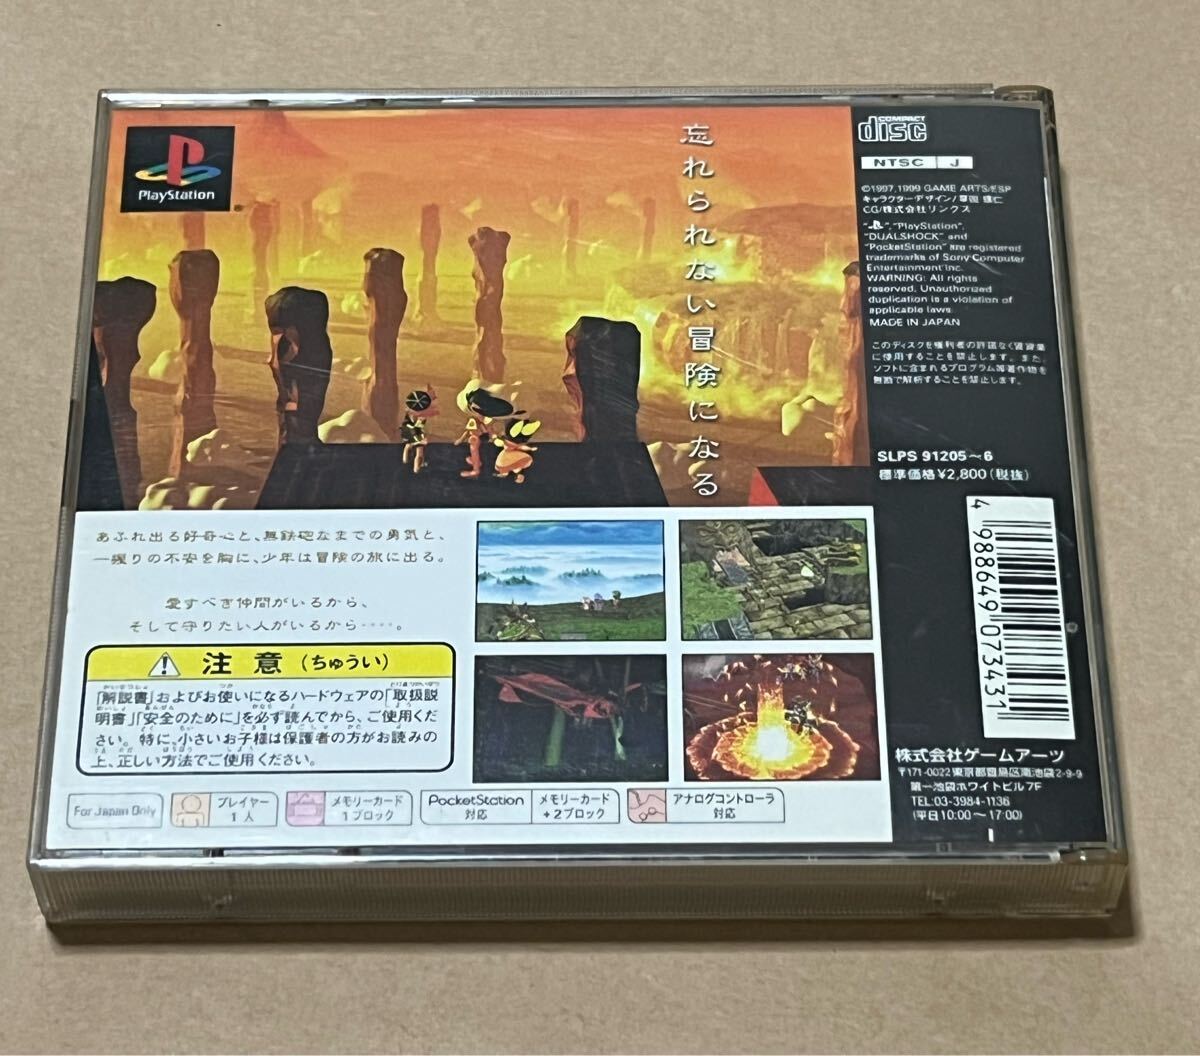 PlayStation
忘れられない冒険になる
COMPACT
disc
NTSC J
©1997,1999 GAME ARTS/ESP
キャラクターデザイン/草彅 琢仁
CG/株式会社リンクス
"PlayStation",
"DUALSHOCK" and
"PocketStation" are registered
trademarks of Sony Computer
Entertainment Inc.
WARNING: All rights
reserved. Unauthorized
duplication is a violation of
applicable laws.
MADE IN JAPAN
このディスクを権利者の許諾なく賃貸業
に使用することを禁止します。また、
ソフトに含まれるプログラム等著作物を
無断で解析することを禁止します。
SLPS 91205～6
標準価格¥2,800(税抜)
4 988649 073431
あふれ出る好奇心と、無鉄砲なまでの勇気と、
一握りの不安を胸に、少年は冒険の旅に出る。
愛すべき仲間がいるから、
そして守りたい人がいるから‥‥。
注意(ちゅうい)
「解説書」およびお使いになるハードウェアの「取扱説
明書」「安全のために」を必ず読んでから、ご使用くだ
さい。特に、小さいお子様は保護者の方がお読みの
上、正しい方法でご使用ください。
For Japan Only
プレイヤー
1人
メモリーカード
1ブロック
PocketStation
対応
メモリーカード
+2ブロック
アナログコントローラ
対応
株式会社ゲームアーツ
〒171-0022 東京都豊島区南池袋2-9-9
第一池袋ホワイトビル7F
TEL:03-3984-1136
(平日10:00～17:00)